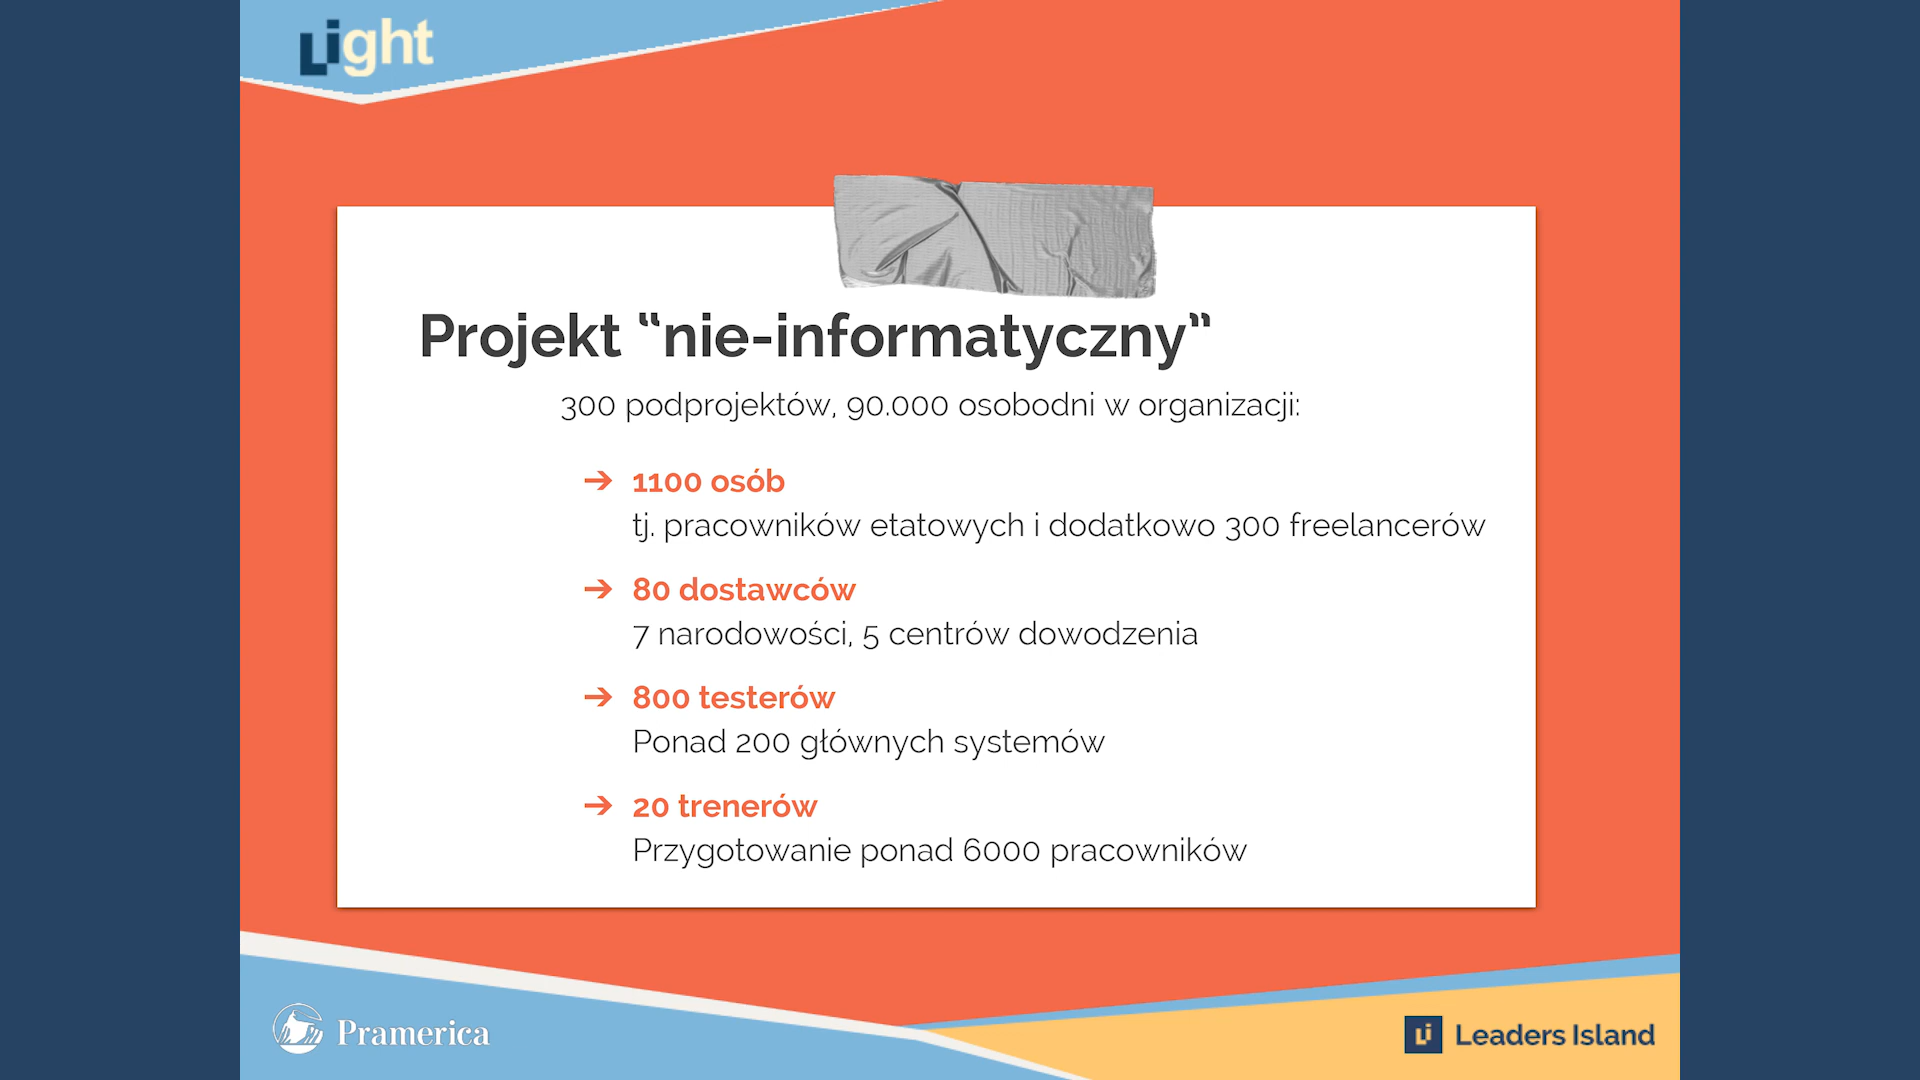 Light
Projekt “nie-informatyczny”
300 podprojektów, 90.000 osobodni w organizacji:
➔ 1100 osób
tj. pracowników etatowych i dodatkowo 300 freelancerów
➔ 80 dostawców
7 narodowości, 5 centrów dowodzenia
➔ 800 testerów
Ponad 200 głównych systemów
➔ 20 trenerów
Przygotowanie ponad 6000 pracowników
Pramerica
Li Leaders Island